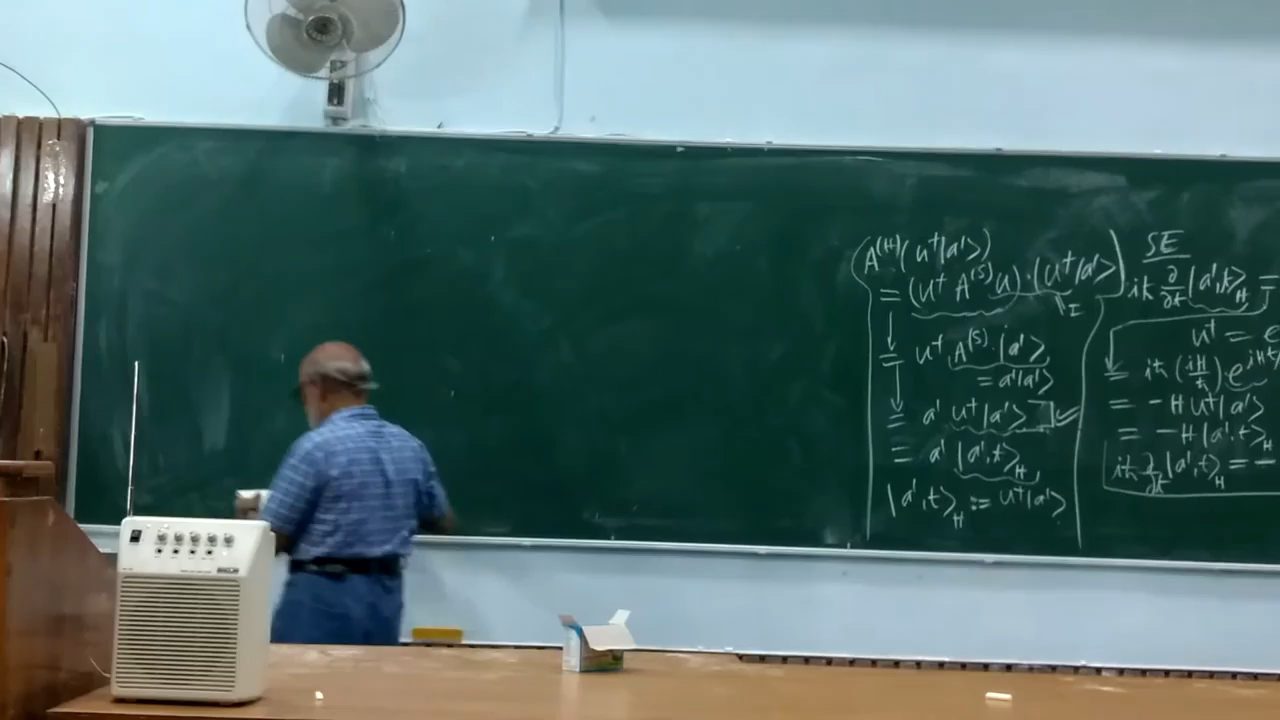 A^{(H)}(u†|a'⟩)
= (u† A^{(S)} u)·(u†|a'⟩)
I
= u† A^{(S)}·|a'⟩
= a'|a'⟩
= a' u†|a'⟩
= a' |a',t⟩_H
|a',t⟩_H := u†|a'⟩
SE
iħ ∂/∂t |a',t⟩_H =
u† = e
= iħ (iH/ħ) e^{iHt/
= -H u†|a'⟩
= -H |a',t⟩_H
iħ ∂/∂t |a',t⟩_H = -